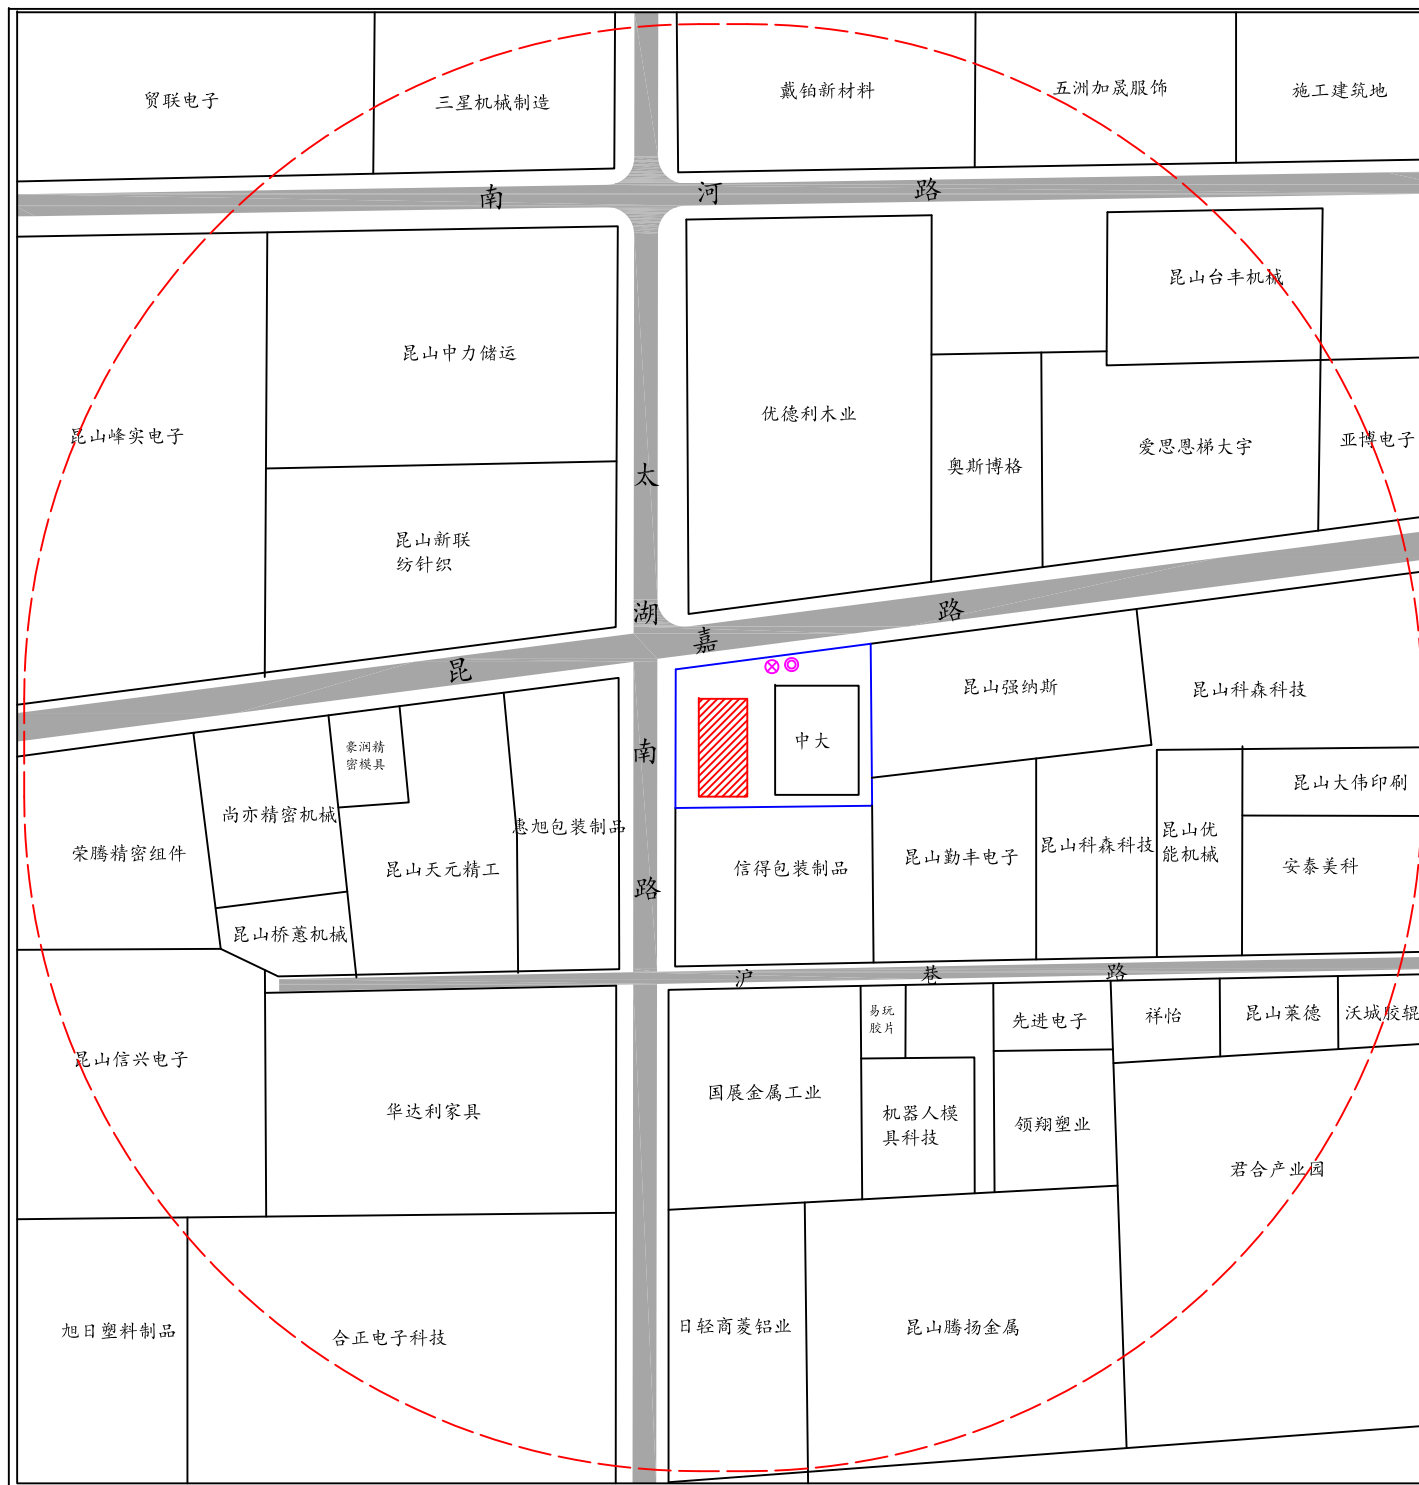 贸联电子
三星机械制造
戴铂新材料
五洲加晟服饰
施工建筑地
南河路
昆山台丰机械
昆山中力储运
优德利木业
昆山峰实电子
奥斯博格
爱思恩梯大宇
亚博电子
昆山新联
纺针织
太湖南路
昆嘉路
昆山强纳斯
昆山科森科技
豪润精
密模具
中大
昆山大伟印刷
尚亦精密机械
惠旭包装制品
荣腾精密组件
昆山天元精工
信得包装制品
昆山勤丰电子
昆山科森科技
昆山优
能机械
安泰美科
昆山桥蕙机械
沪巷路
易玩
胶片
先进电子
祥怡
昆山莱德
沃城胶辊
昆山信兴电子
华达利家具
国展金属工业
机器人模
具科技
领翔塑业
君合产业园
旭日塑料制品
合正电子科技
日轻商菱铝业
昆山腾扬金属